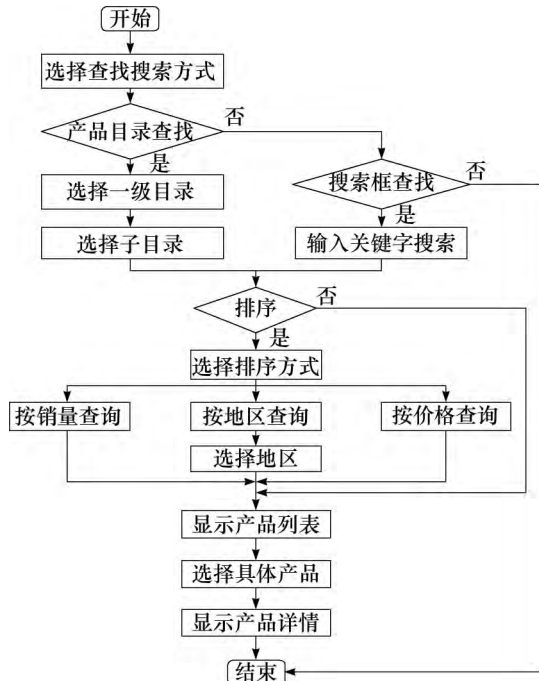 开始
选择查找搜索方式
产品目录查找
否
是
选择一级目录
搜索框查找
否
是
选择子目录
输入关键字搜索
排序
否
是
选择排序方式
按销量查询
按地区查询
按价格查询
选择地区
显示产品列表
选择具体产品
显示产品详情
结束